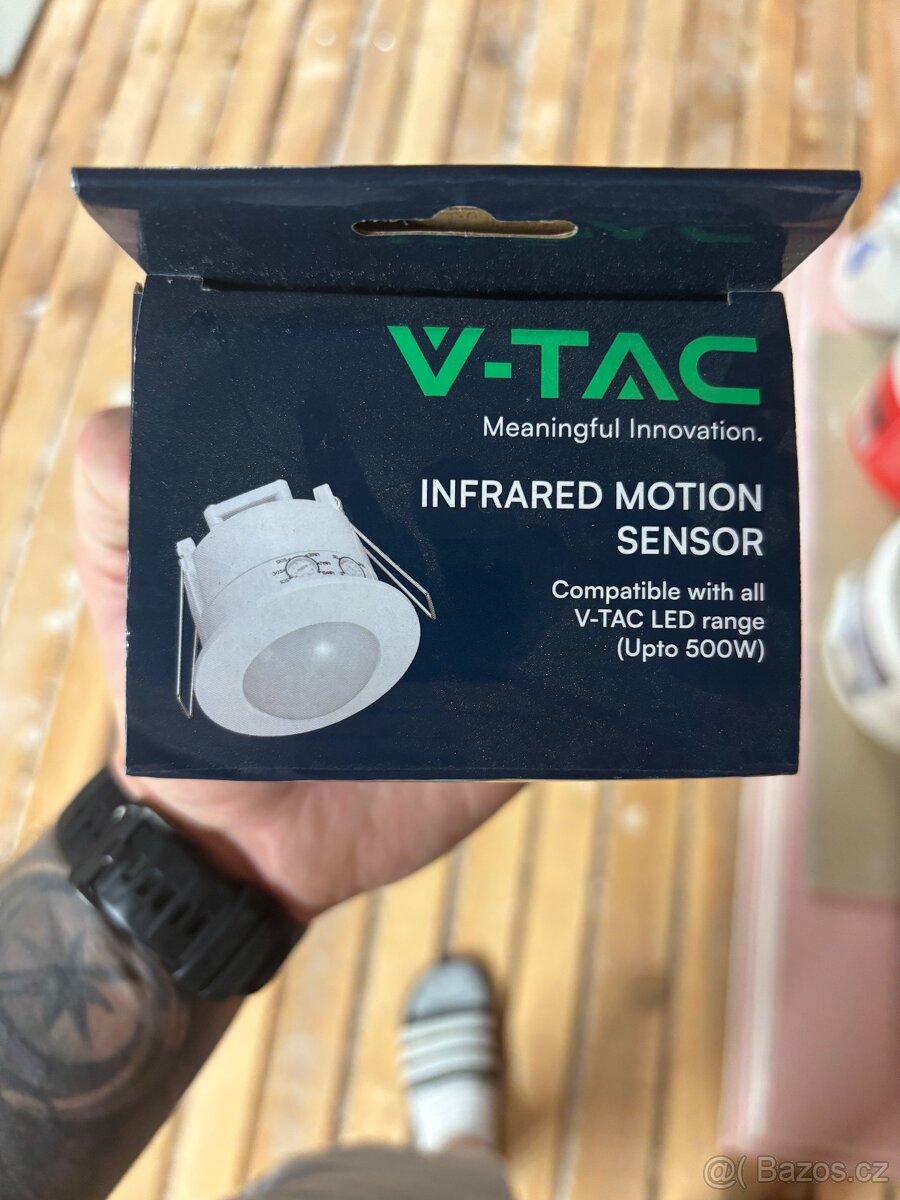 V-TAC
Meaningful Innovation.
INFRARED MOTION
SENSOR
Compatible with all
V-TAC LED range
(Upto 500W)
@( Bazos.cz